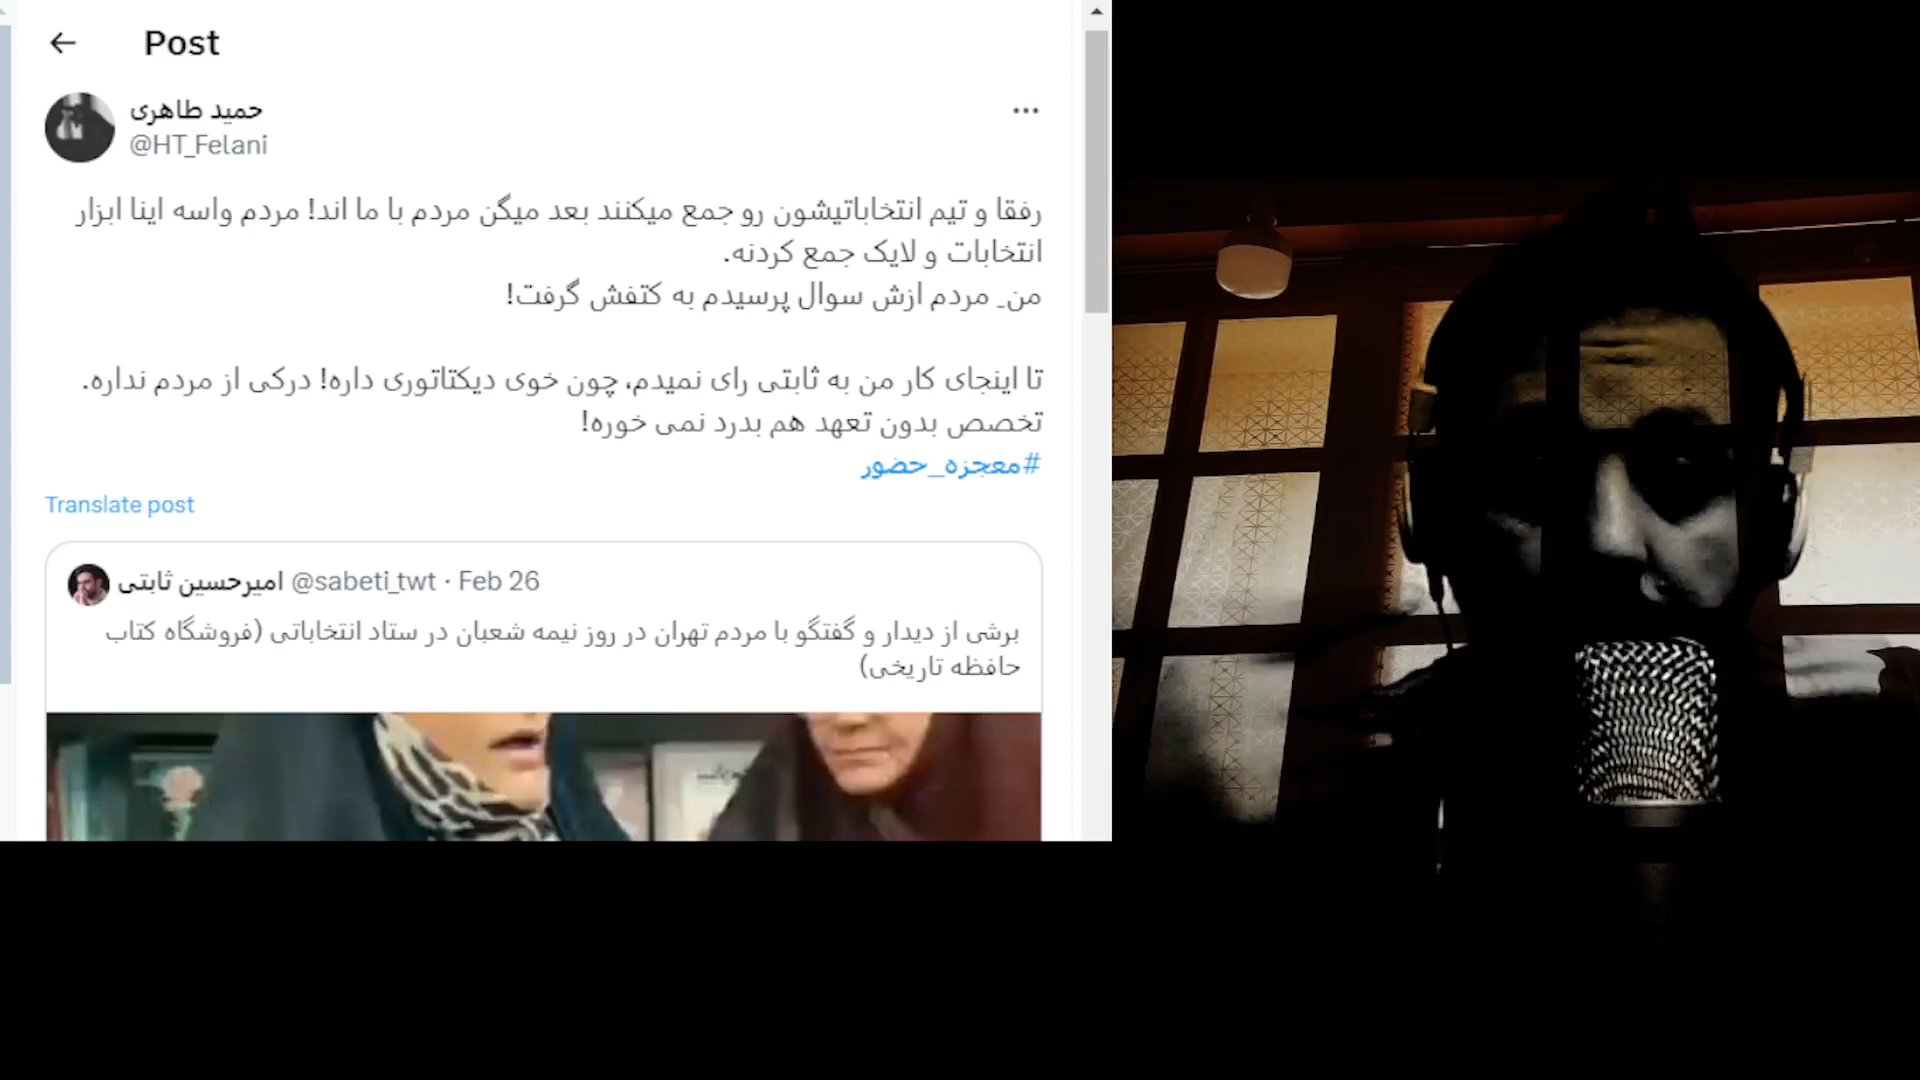 Post
حمید طاهری
@HT_Felani
رفقا و تیم انتخاباتیشون رو جمع میکنند بعد میگن مردم با ما اند! مردم واسه اینا ابزار
انتخابات و لایک جمع کردنه.
من_ مردم ازش سوال پرسیدم به کتفش گرفت!
تا اینجای کار من به ثابتی رای نمیدم، چون خوی دیکتاتوری داره! درکی از مردم نداره.
تخصص بدون تعهد هم بدرد نمی خوره!
#معجزه_حضور
Translate post
امیرحسین ثابتی @sabeti_twt · Feb 26
برشی از دیدار و گفتگو با مردم تهران در روز نیمه شعبان در ستاد انتخاباتی (فروشگاه کتاب
حافظه تاریخی)